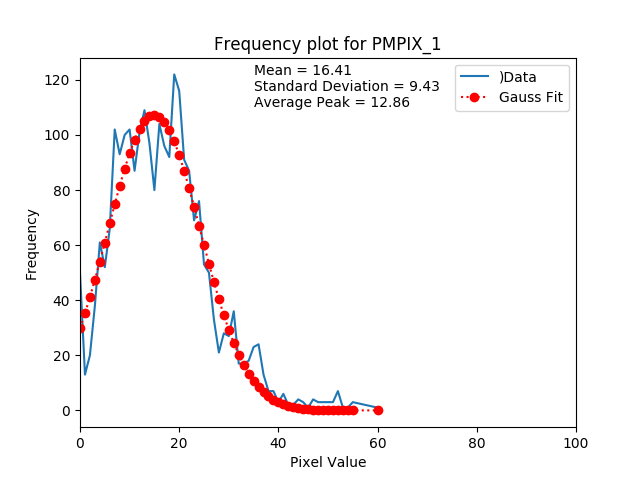 Frequency plot for PMPIX_1
Mean = 16.41
Standard Deviation = 9.43
Average Peak = 12.86
)Data
Gauss Fit
Frequency
120
100
80
60
40
20
0
0 20 40 60 80 100
Pixel Value